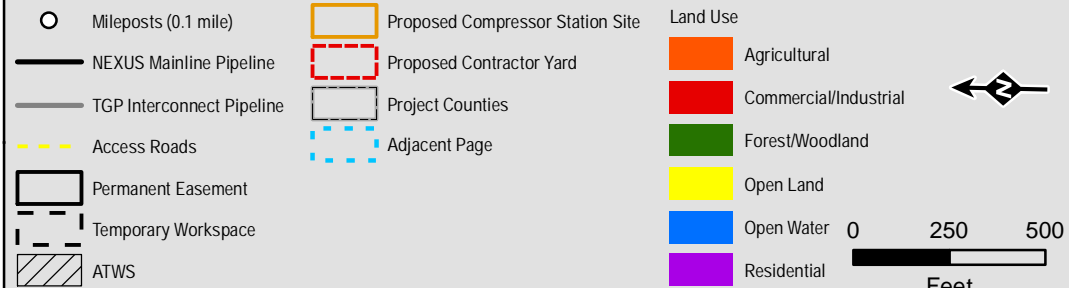 Mileposts (0.1 mile)
NEXUS Mainline Pipeline
TGP Interconnect Pipeline
Access Roads
Permanent Easement
Temporary Workspace
ATWS
Proposed Compressor Station Site
Proposed Contractor Yard
Project Counties
Adjacent Page
Land Use
Agricultural
Commercial/Industrial
Forest/Woodland
Open Land
Open Water
Residential
N
0 250 500
Feet